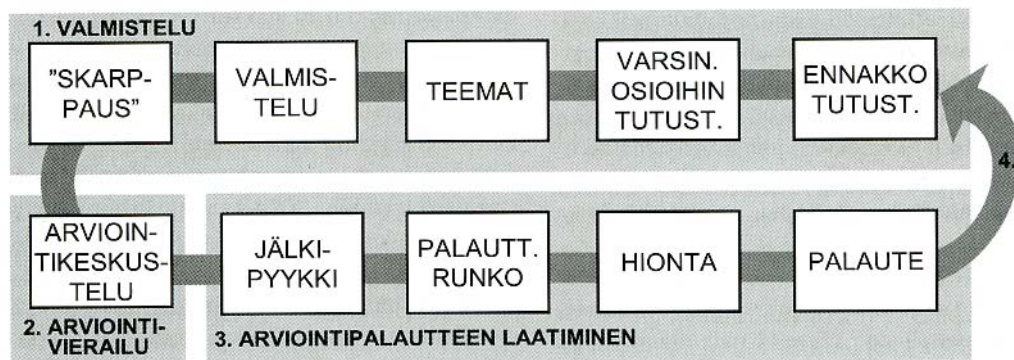 1. VALMISTELU
"SKARP-
PAUS"
VALMIS-
TELU
TEEMAT
VARSIN.
OSIOIHIN
TUTUST.
ENNAKKO
TUTUST.
4.
ARVIOIN-
TIKESKUS-
TELU
2. ARVIOINTI-
VIERAILU
JÄLKI-
PYYKKI
PALAUTT.
RUNKO
HIONTA
PALAUTE
3. ARVIOINTIPALAUTTEEN LAATIMINEN